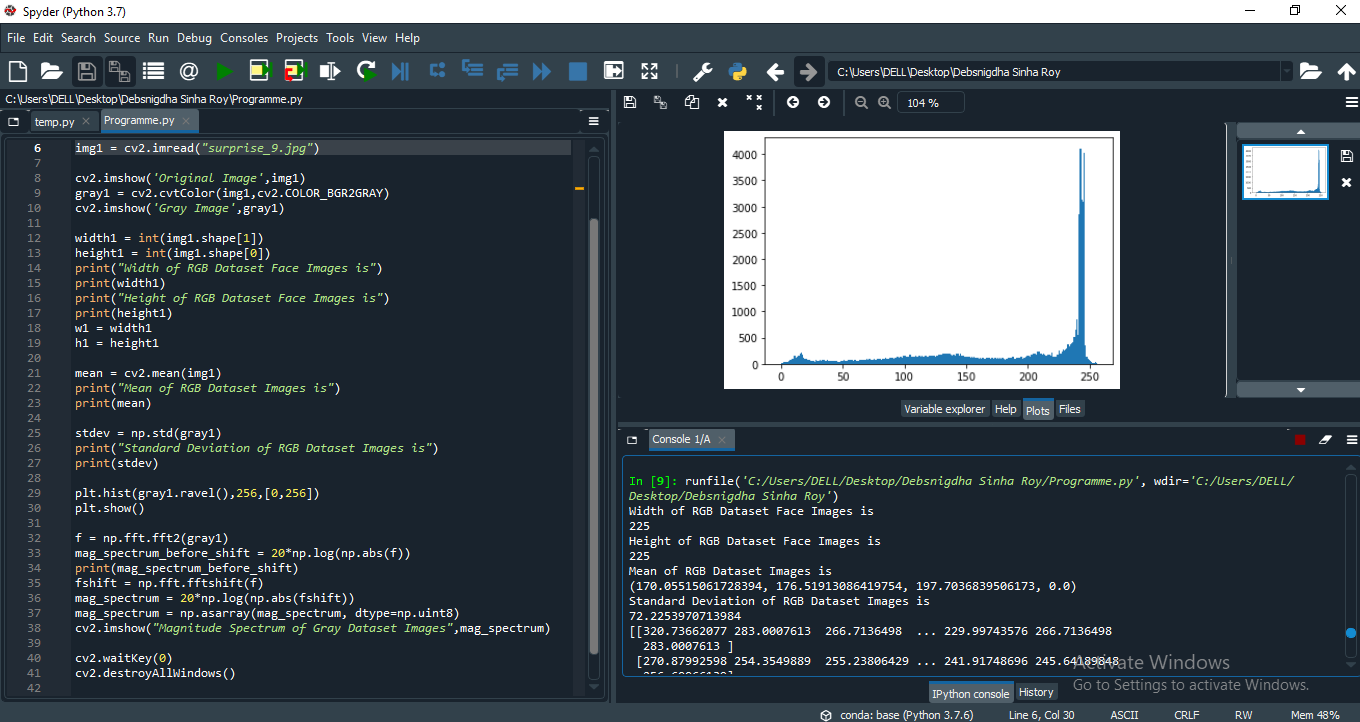 Spyder (Python 3.7)
File Edit Search Source Run Debug Consoles Projects Tools View Help
C:\Users\DELL\Desktop\Debsnigdha Sinha Roy
C:\Users\DELL\Desktop\Debsnigdha Sinha Roy\Programme.py
temp.py Programme.py
6 img1 = cv2.imread("surprise_9.jpg")
7
8 cv2.imshow('Original Image',img1)
9 gray1 = cv2.cvtColor(img1,cv2.COLOR_BGR2GRAY)
10 cv2.imshow('Gray Image',gray1)
11
12 width1 = int(img1.shape[1])
13 height1 = int(img1.shape[0])
14 print("Width of RGB Dataset Face Images is")
15 print(width1)
16 print("Height of RGB Dataset Face Images is")
17 print(height1)
18 w1 = width1
19 h1 = height1
20
21 mean = cv2.mean(img1)
22 print("Mean of RGB Dataset Images is")
23 print(mean)
24
25 stdev = np.std(gray1)
26 print("Standard Deviation of RGB Dataset Images is")
27 print(stdev)
28
29 plt.hist(gray1.ravel(),256,[0,256])
30 plt.show()
31
32 f = np.fft.fft2(gray1)
33 mag_spectrum_before_shift = 20*np.log(np.abs(f))
34 print(mag_spectrum_before_shift)
35 fshift = np.fft.fftshift(f)
36 mag_spectrum = 20*np.log(np.abs(fshift))
37 mag_spectrum = np.asarray(mag_spectrum, dtype=np.uint8)
38 cv2.imshow("Magnitude Spectrum of Gray Dataset Images",mag_spectrum)
39
40 cv2.waitKey(0)
41 cv2.destroyAllWindows()
42
104 %
4000
3500
3000
2500
2000
1500
1000
500
0
0 50 100 150 200 250
Variable explorer Help Plots Files
Console 1/A
In [9]: runfile('C:/Users/DELL/Desktop/Debsnigdha Sinha Roy/Programme.py', wdir='C:/Users/DELL/
Desktop/Debsnigdha Sinha Roy')
Width of RGB Dataset Face Images is
225
Height of RGB Dataset Face Images is
225
Mean of RGB Dataset Images is
(170.05515061728394, 176.51913086419754, 197.7036839506173, 0.0)
Standard Deviation of RGB Dataset Images is
72.2253970713984
[[320.73662077 283.0007613 266.7136498 ... 229.99743576 266.7136498
283.0007613 ]
[270.87992598 254.3549889 255.23806429 ... 241.91748696
Activate Windows
Go to Settings to activate Windows.
IPython console History
conda: base (Python 3.7.6) Line 6, Col 30 ASCII CRLF RW Mem 48%